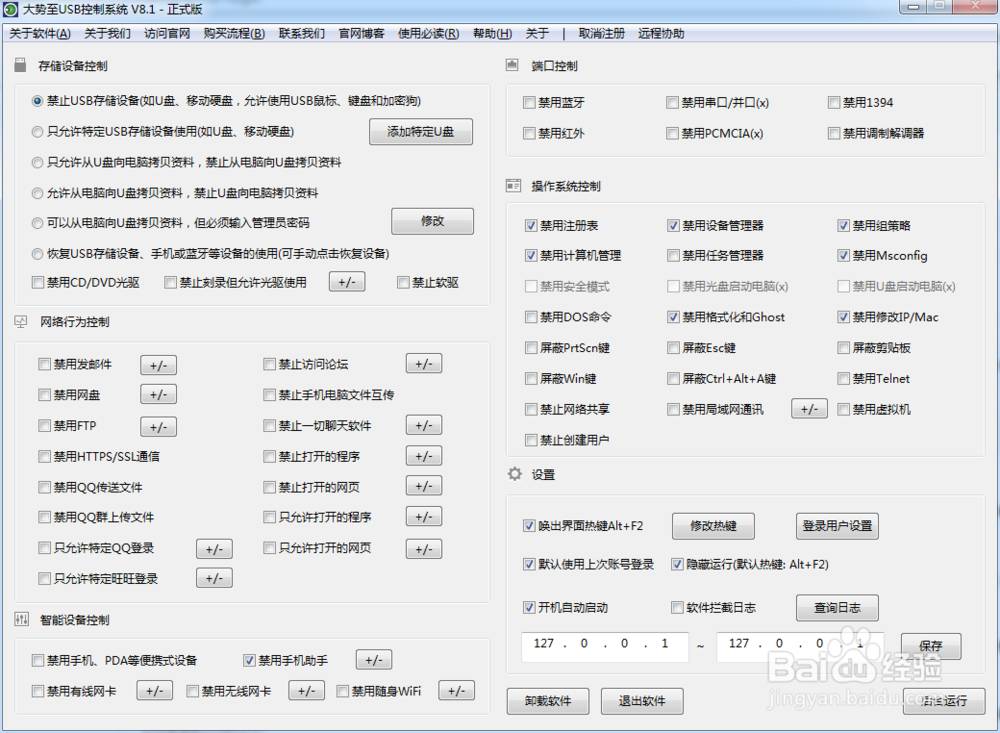 大势至USB控制系统 V8.1 - 正式版
关于软件(A) 关于我们 访问官网 购买流程(B) 联系我们 官网博客 使用必读(R) 帮助(H) 关于 | 取消注册 远程协助
存储设备控制
禁止USB存储设备(如U盘、移动硬盘，允许使用USB鼠标、键盘和加密狗)
只允许特定USB存储设备使用(如U盘、移动硬盘) 添加特定U盘
只允许从U盘向电脑拷贝资料，禁止从电脑向U盘拷贝资料
允许从电脑向U盘拷贝资料，禁止U盘向电脑拷贝资料
可以从电脑向U盘拷贝资料，但必须输入管理员密码 修改
恢复USB存储设备、手机或蓝牙等设备的使用(可手动点击恢复设备)
禁用CD/DVD光驱 禁止刻录但允许光驱使用 +/- 禁止软驱
网络行为控制
禁用发邮件 +/- 禁止访问论坛 +/-
禁用网盘 +/- 禁止手机电脑文件互传
禁用FTP +/- 禁止一切聊天软件 +/-
禁用HTTPS/SSL通信 禁止打开的程序 +/-
禁用QQ传送文件 禁止打开的网页 +/-
禁用QQ群上传文件 只允许打开的程序 +/-
只允许特定QQ登录 +/- 只允许打开的网页 +/-
只允许特定旺旺登录 +/-
智能设备控制
禁用手机、PDA等便携式设备 禁用手机助手 +/-
禁用有线网卡 +/- 禁用无线网卡 +/- 禁用随身WiFi +/-
端口控制
禁用蓝牙 禁用串口/并口(x) 禁用1394
禁用红外 禁用PCMCIA(x) 禁用调制解调器
操作系统控制
禁用注册表 禁用设备管理器 禁用组策略
禁用计算机管理 禁用任务管理器 禁用Msconfig
禁用安全模式 禁用光盘启动电脑(x) 禁用U盘启动电脑(x)
禁用DOS命令 禁用格式化和Ghost 禁用修改IP/Mac
屏蔽PrtScn键 屏蔽Esc键 屏蔽剪贴板
屏蔽Win键 屏蔽Ctrl+Alt+A键 禁用Telnet
禁止网络共享 禁用局域网通讯 +/- 禁用虚拟机
禁止创建用户
设置
唤出界面热键Alt+F2 修改热键 登录用户设置
默认使用上次账号登录 隐藏运行(默认热键: Alt+F2)
开机自动启动 软件拦截日志 查询日志
127 . 0 . 0 . 1 ~ 127 . 0 . 0 . 1 保存
卸载软件 退出软件 后台运行
Baidu经验
jingyan.baidu.com